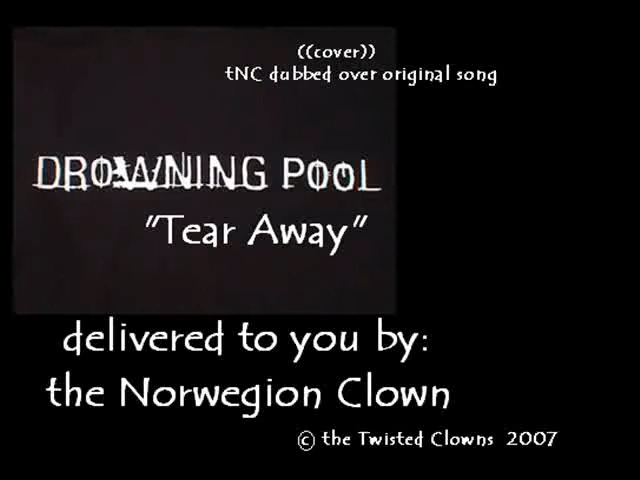 ((cover))
tNC dubbed over original song
DROWNING POOL
"Tear Away"
delivered to you by:
the Norwegion Clown
© the Twisted Clowns 2007